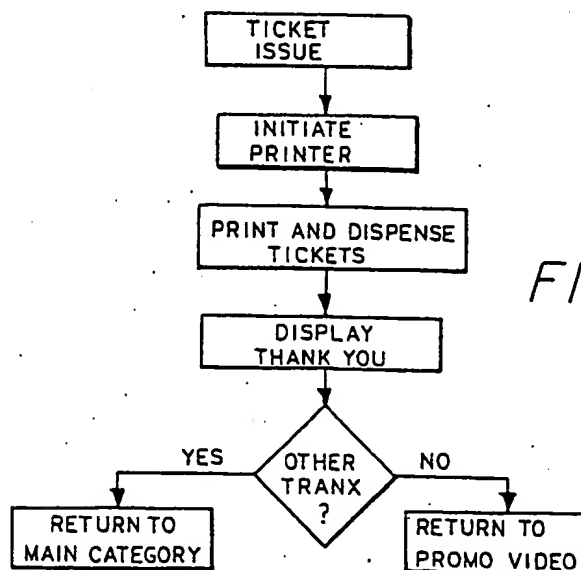 TICKET
ISSUE
INITIATE
PRINTER
PRINT AND DISPENSE
TICKETS
DISPLAY
THANK YOU
OTHER
TRANX
?
YES
NO
RETURN TO
MAIN CATEGORY
RETURN TO
PROMO VIDEO